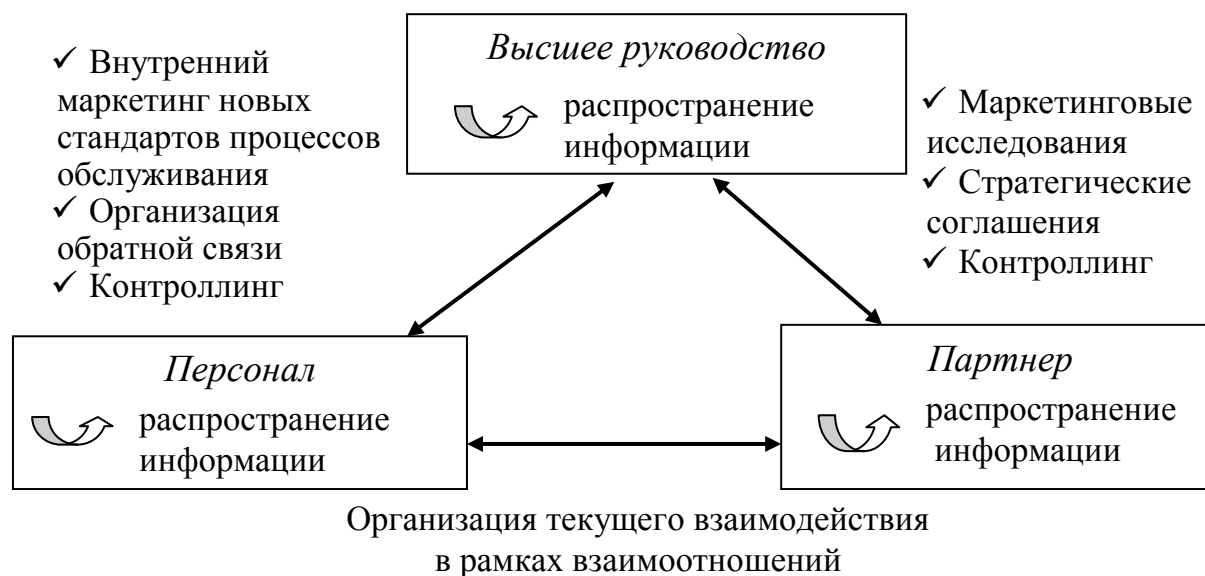 Высшее руководство
распространение
информации
✓ Внутренний
маркетинг новых
стандартов процессов
обслуживания
✓ Организация
обратной связи
✓ Контроллинг
✓ Маркетинговые
исследования
✓ Стратегические
соглашения
✓ Контроллинг
Персонал
распространение
информации
Партнер
распространение
информации
Организация текущего взаимодействия
в рамках взаимоотношений